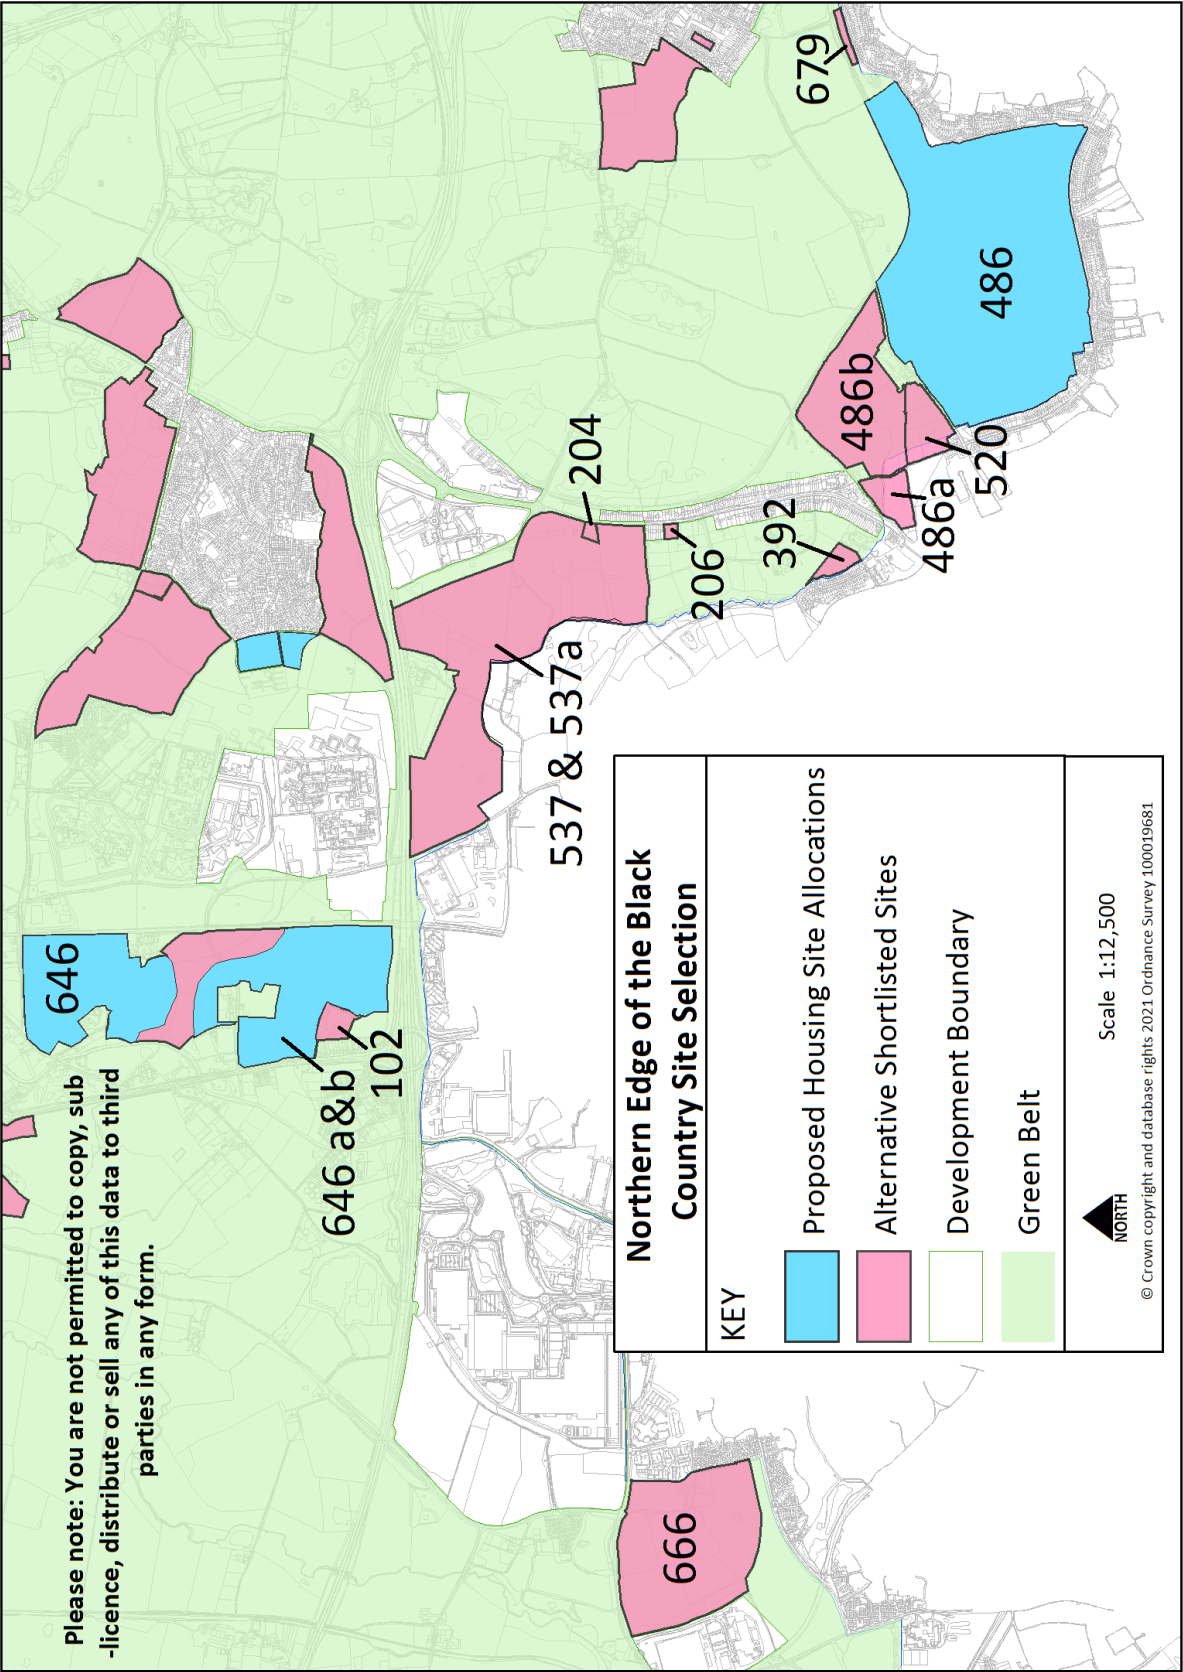 Please note: You are not permitted to copy, sub
-licence, distribute or sell any of this data to third
parties in any form.
646
646 a&b
102
537 & 537a
204
206
392
486a
520
486b
486
679
666
Northern Edge of the Black
Country Site Selection
KEY
Proposed Housing Site Allocations
Alternative Shortlisted Sites
Development Boundary
Green Belt
NORTH
Scale 1:12,500
© Crown copyright and database rights 2021 Ordnance Survey 100019681